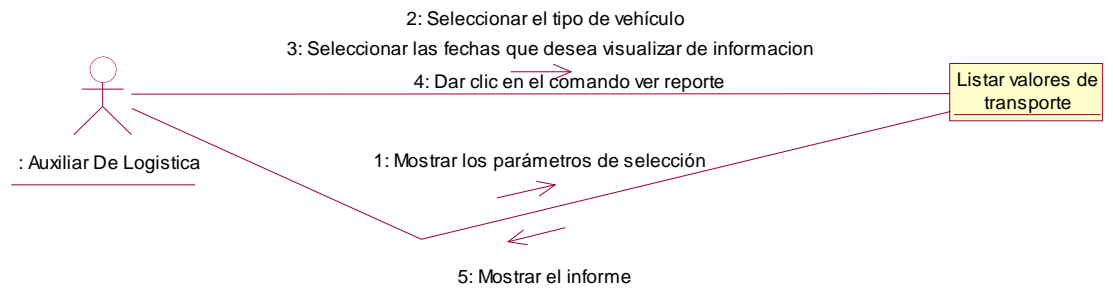 2: Seleccionar el tipo de vehículo
3: Seleccionar las fechas que desea visualizar de informacion
4: Dar clic en el comando ver reporte
Listar valores de
transporte
: Auxiliar De Logistica
1: Mostrar los parámetros de selección
5: Mostrar el informe